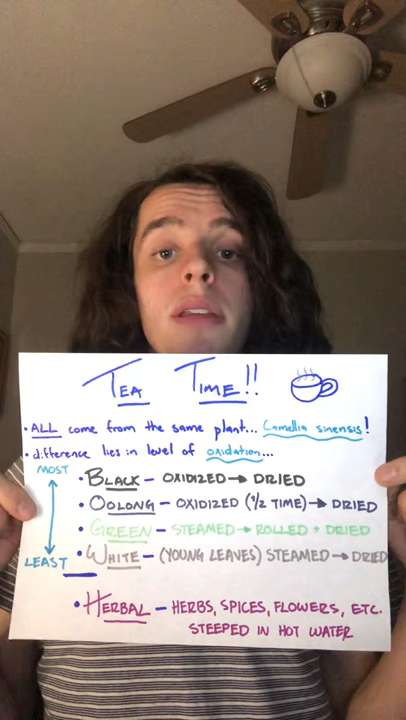 TEA TIME!!
• ALL come from the same plant... Camellia sinensis!
• difference lies in level of oxidation...
MOST
• BLACK – OXIDIZED → DRIED
• OOLONG – OXIDIZED (1/2 TIME) → DRIED
• GREEN – STEAMED → ROLLED + DRIED
• WHITE – (YOUNG LEAVES) STEAMED → DRIED
LEAST
• HERBAL – HERBS, SPICES, FLOWERS, ETC.
STEEPED IN HOT WATER